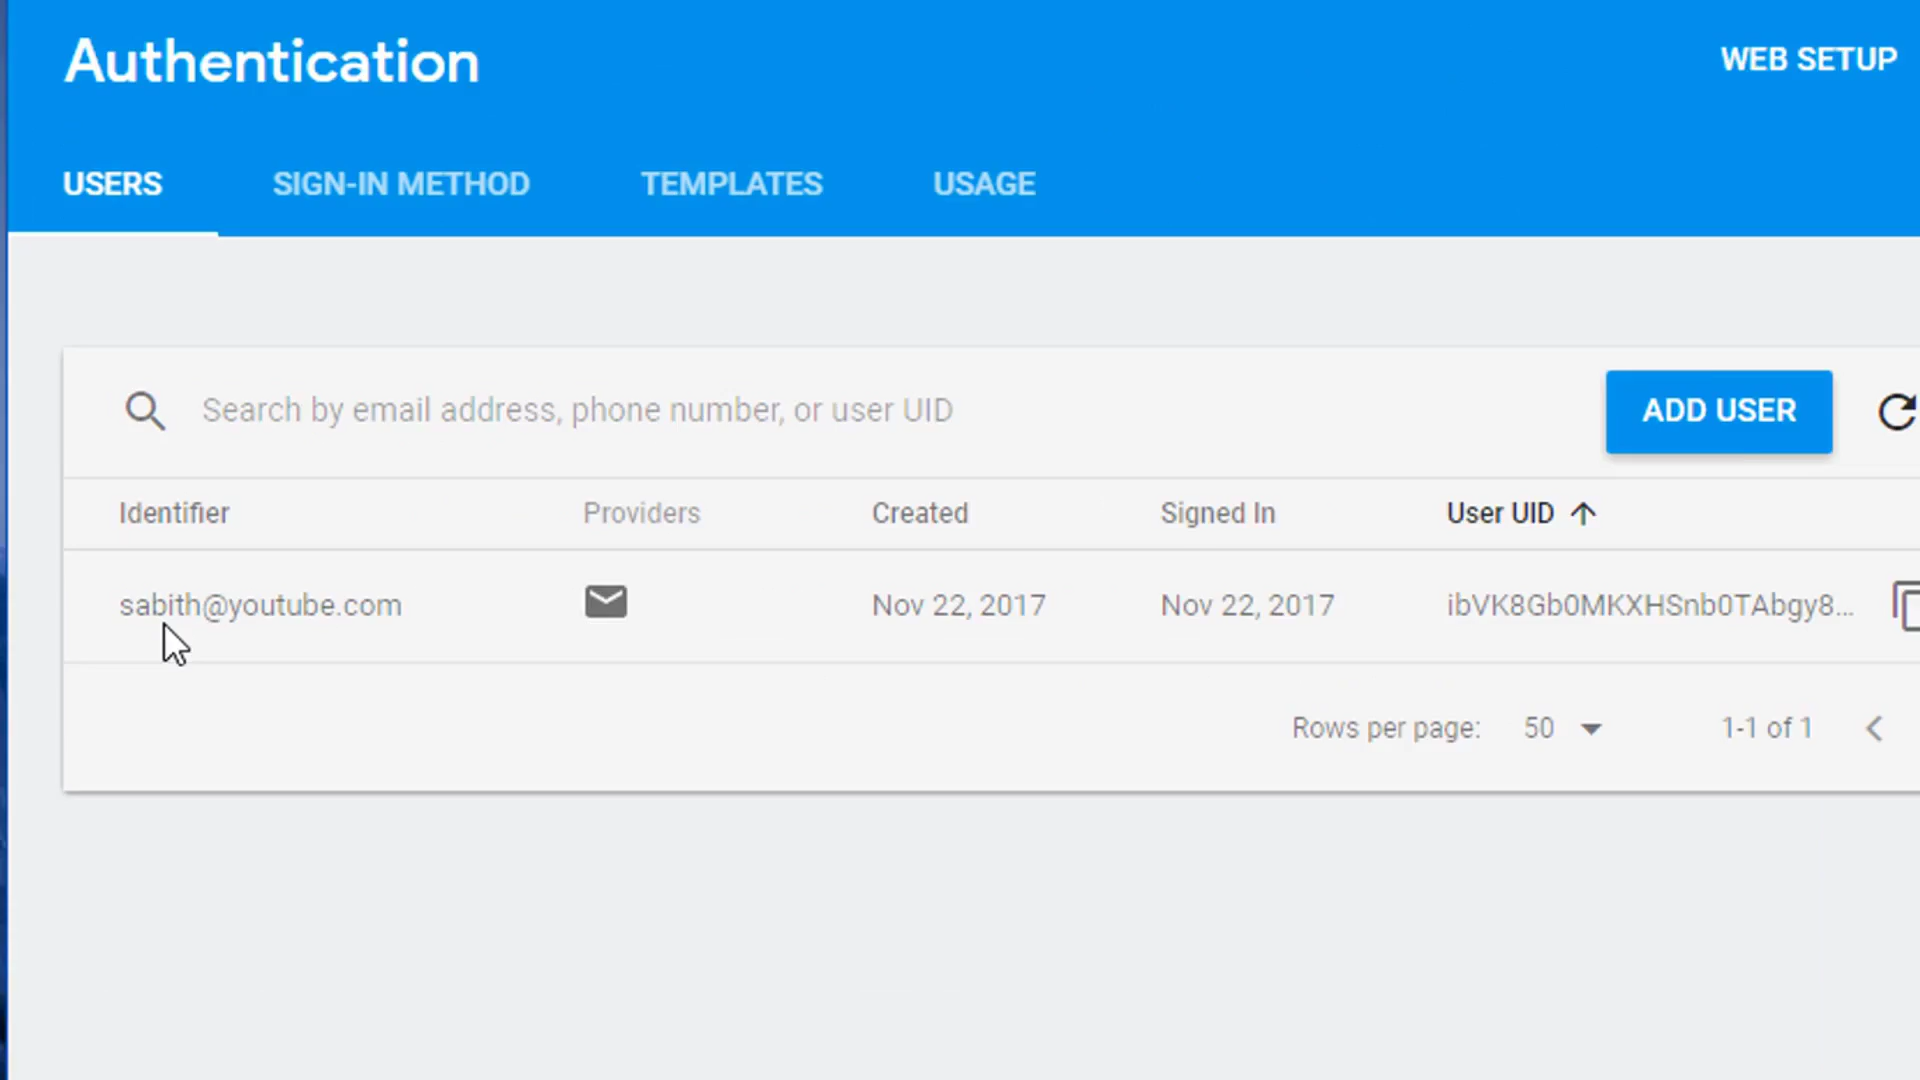 Authentication
WEB SETUP
USERS SIGN-IN METHOD TEMPLATES USAGE
Search by email address, phone number, or user UID
ADD USER
Identifier Providers Created Signed In User UID
sabith@youtube.com Nov 22, 2017 Nov 22, 2017 ibVK8Gb0MKXHSnb0TAbgy8...
Rows per page: 50 1-1 of 1